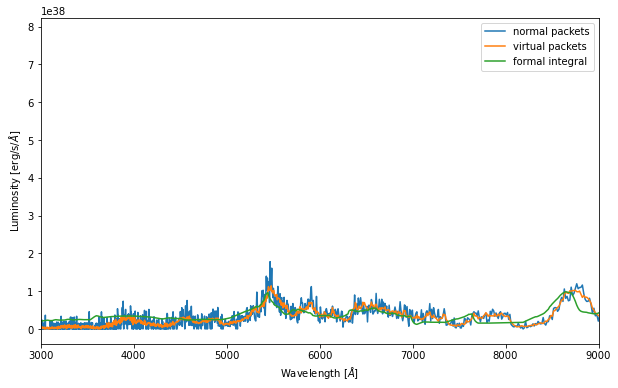 1e38
8
7
6
5
4
3
2
1
0
Luminosity [erg/s/Å]
3000 4000 5000 6000 7000 8000 9000
Wavelength [Å]
normal packets
virtual packets
formal integral